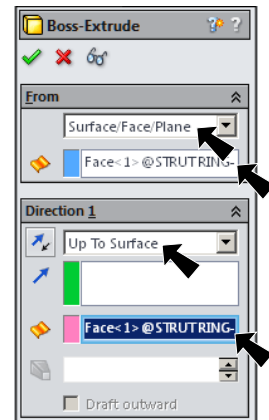 Boss-Extrude
From
Surface/Face/Plane
Face<1>@STRUTRING-
Direction 1
Up To Surface
Face<1>@STRUTRING-
Draft outward